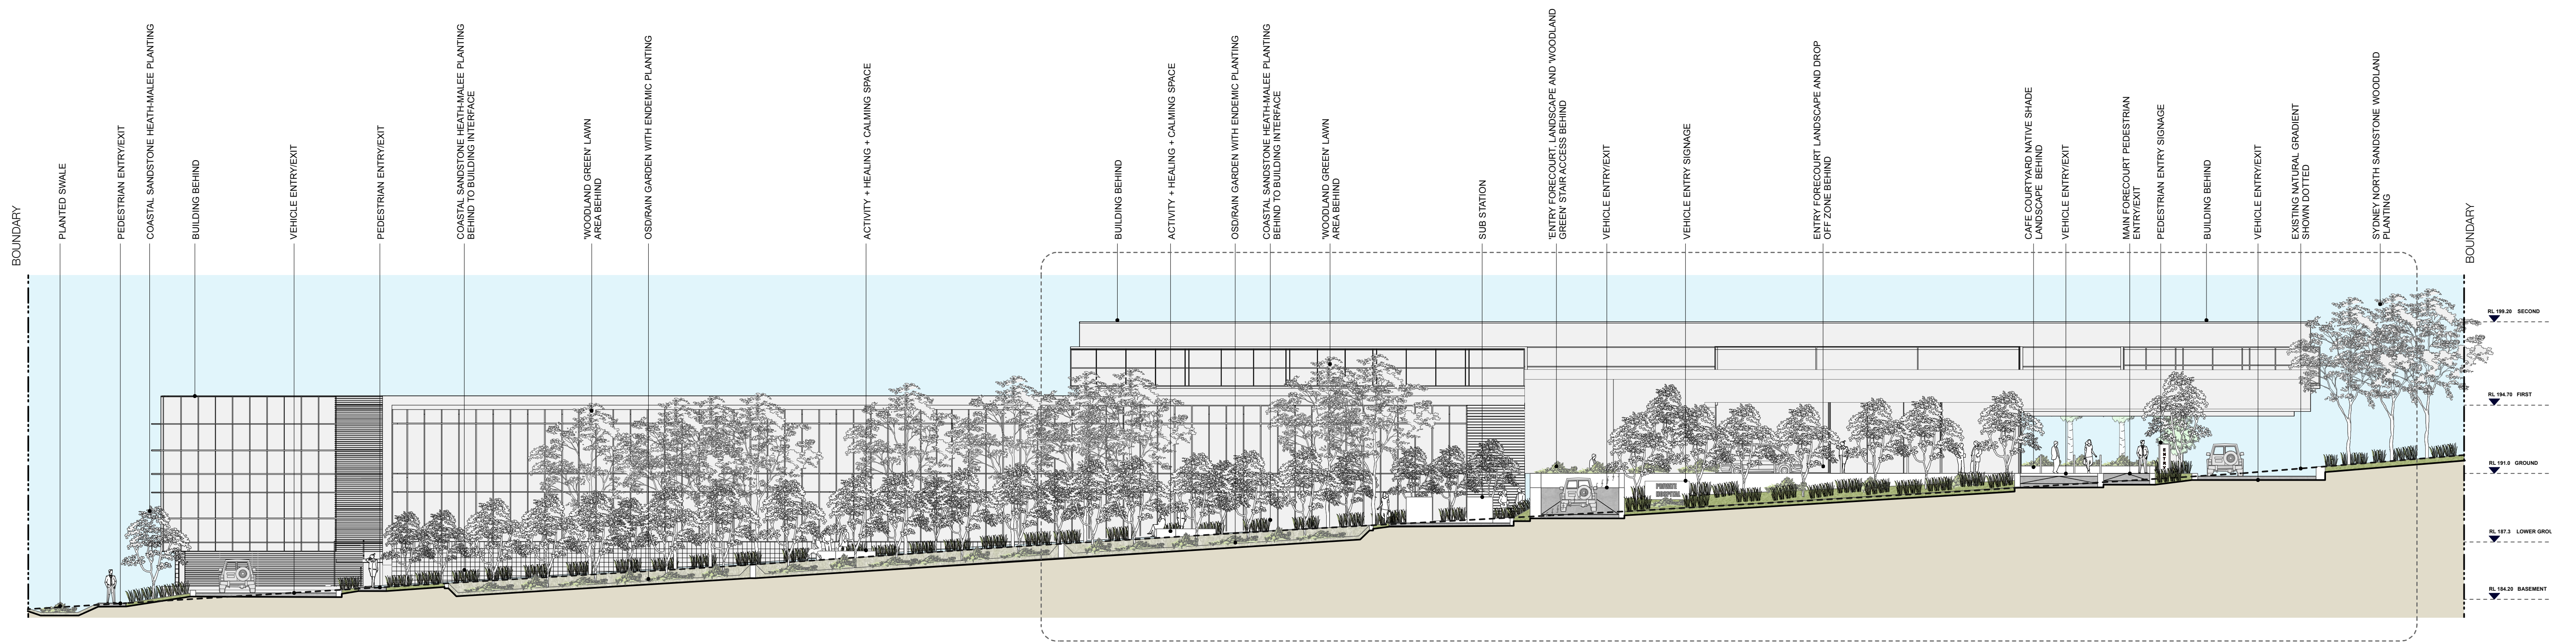 BOUNDARY
PLANTED SWALE
PEDESTRIAN ENTRY/EXIT
COASTAL SANDSTONE HEATH-MALEE PLANTING
BUILDING BEHIND
VEHICLE ENTRY/EXIT
PEDESTRIAN ENTRY/EXIT
COASTAL SANDSTONE HEATH-MALEE PLANTING
BEHIND TO BUILDING INTERFACE
'WOODLAND GREEN' LAWN
AREA BEHIND
OSD/RAIN GARDEN WITH ENDEMIC PLANTING
ACTIVITY + HEALING + CALMING SPACE
BUILDING BEHIND
ACTIVITY + HEALING + CALMING SPACE
OSD/RAIN GARDEN WITH ENDEMIC PLANTING
COASTAL SANDSTONE HEATH-MALEE PLANTING
BEHIND TO BUILDING INTERFACE
'WOODLAND GREEN' LAWN
AREA BEHIND
SUB STATION
'ENTRY FORECOURT, LANDSCAPE AND 'WOODLAND
GREEN' STAIR ACCESS BEHIND
VEHICLE ENTRY/EXIT
VEHICLE ENTRY SIGNAGE
ENTRY FORECOURT LANDSCAPE AND DROP
OFF ZONE BEHIND
CAFE COURTYARD NATIVE SHADE
LANDSCAPE BEHIND
VEHICLE ENTRY/EXIT
MAIN FORECOURT PEDESTRIAN
ENTRY/EXIT
PEDESTRIAN ENTRY SIGNAGE
BUILDING BEHIND
VEHICLE ENTRY/EXIT
EXISTING NATURAL GRADIENT
SHOWN DOTTED
SYDNEY NORTH SANDSTONE WOODLAND
PLANTING
BOUNDARY
RL 199.20 SECOND
RL 194.70 FIRST
RL 191.0 GROUND
RL 187.3 LOWER GROU
RL 184.20 BASEMENT
PRIVATE
HOSPITAL
ENTRY